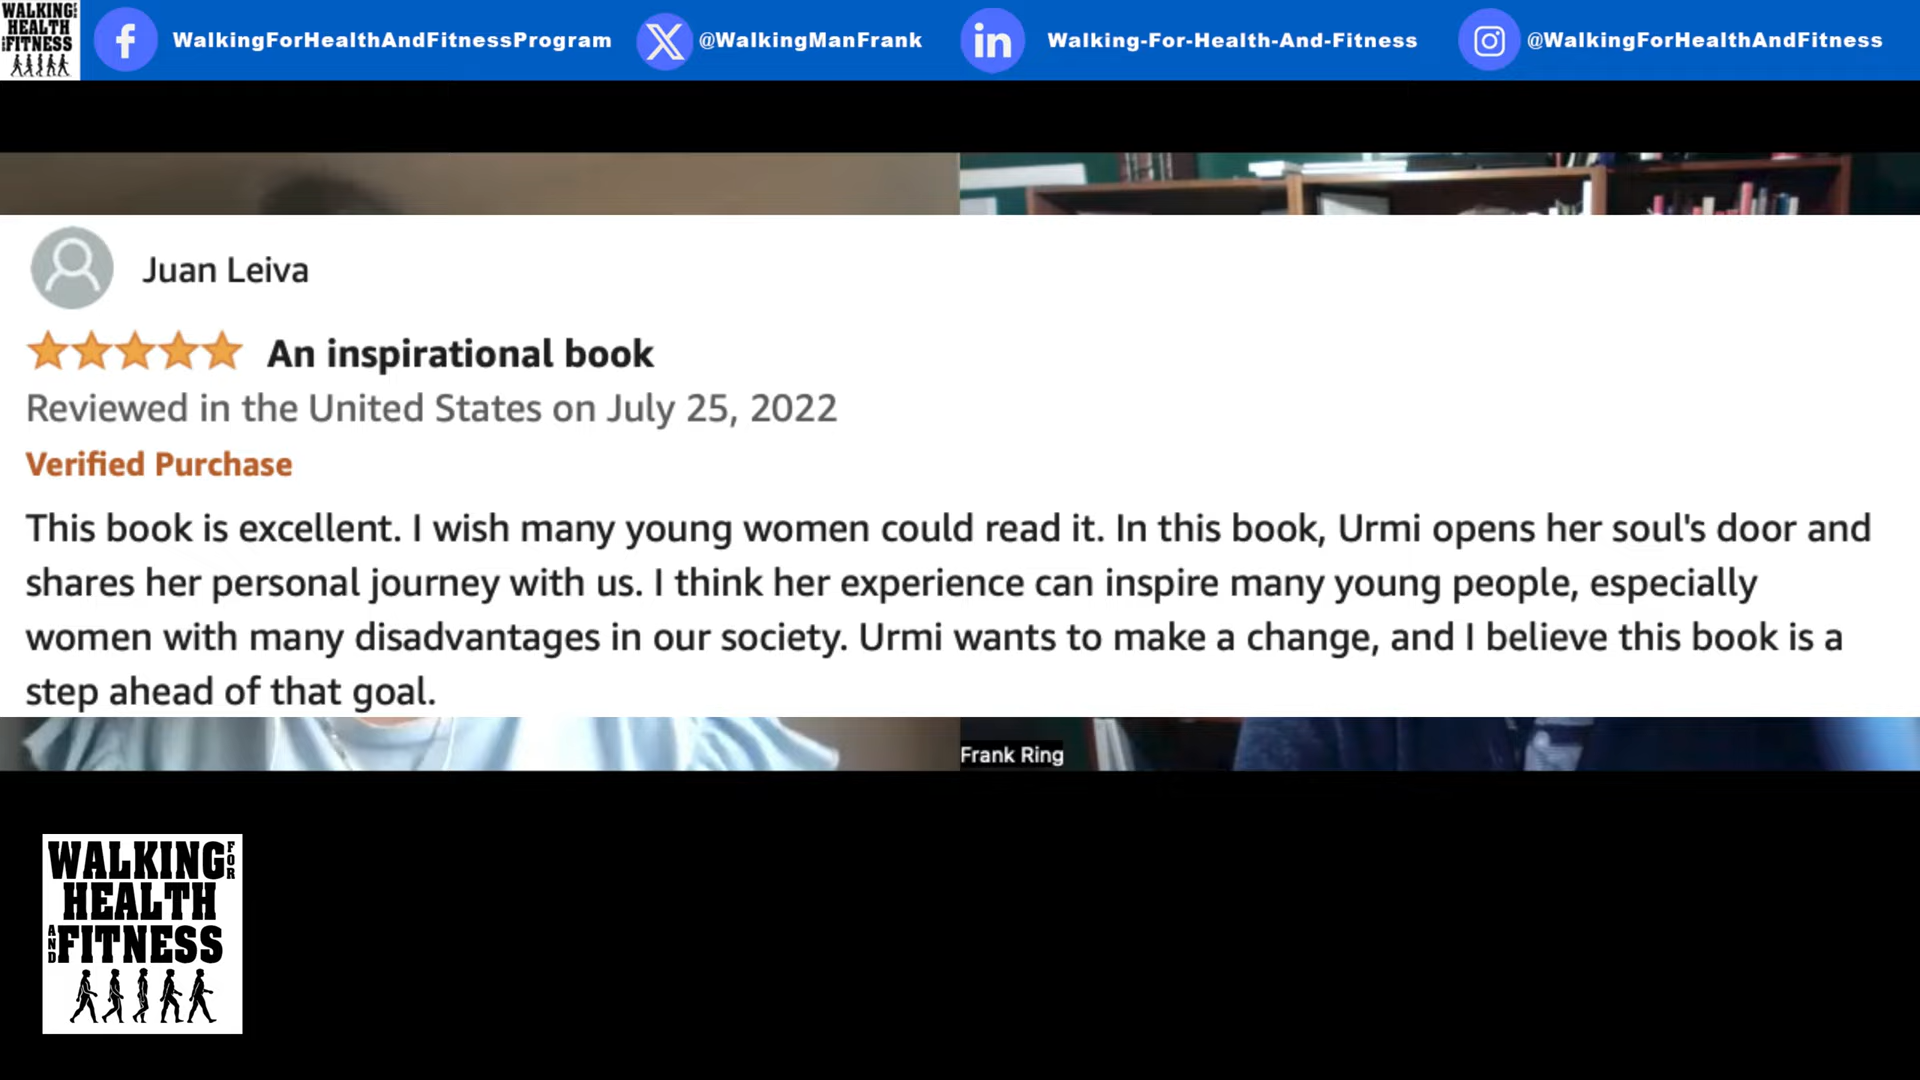 WALKING FOR
HEALTH
AND FITNESS
WalkingForHealthAndFitnessProgram
@WalkingManFrank
in
Walking-For-Health-And-Fitness
@WalkingForHealthAndFitness
Juan Leiva
An inspirational book
Reviewed in the United States on July 25, 2022
Verified Purchase
This book is excellent. I wish many young women could read it. In this book, Urmi opens her soul's door and
shares her personal journey with us. I think her experience can inspire many young people, especially
women with many disadvantages in our society. Urmi wants to make a change, and I believe this book is a
step ahead of that goal.
Frank Ring
WALKING FOR
HEALTH
AND FITNESS